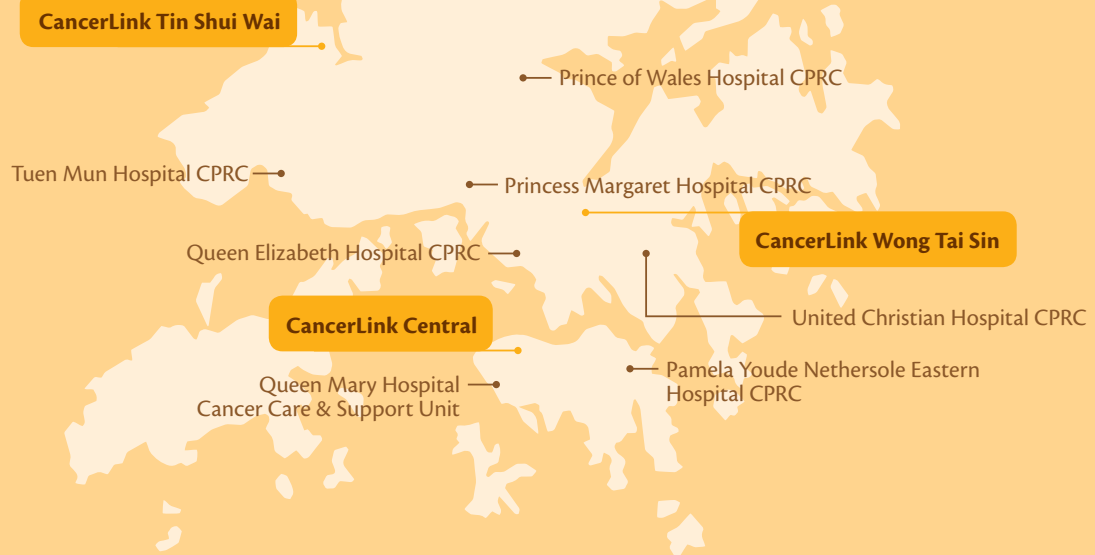 CancerLink Tin Shui Wai
Prince of Wales Hospital CPRC
Tuen Mun Hospital CPRC
Princess Margaret Hospital CPRC
CancerLink Wong Tai Sin
Queen Elizabeth Hospital CPRC
United Christian Hospital CPRC
CancerLink Central
Pamela Youde Nethersole Eastern
Hospital CPRC
Queen Mary Hospital
Cancer Care & Support Unit